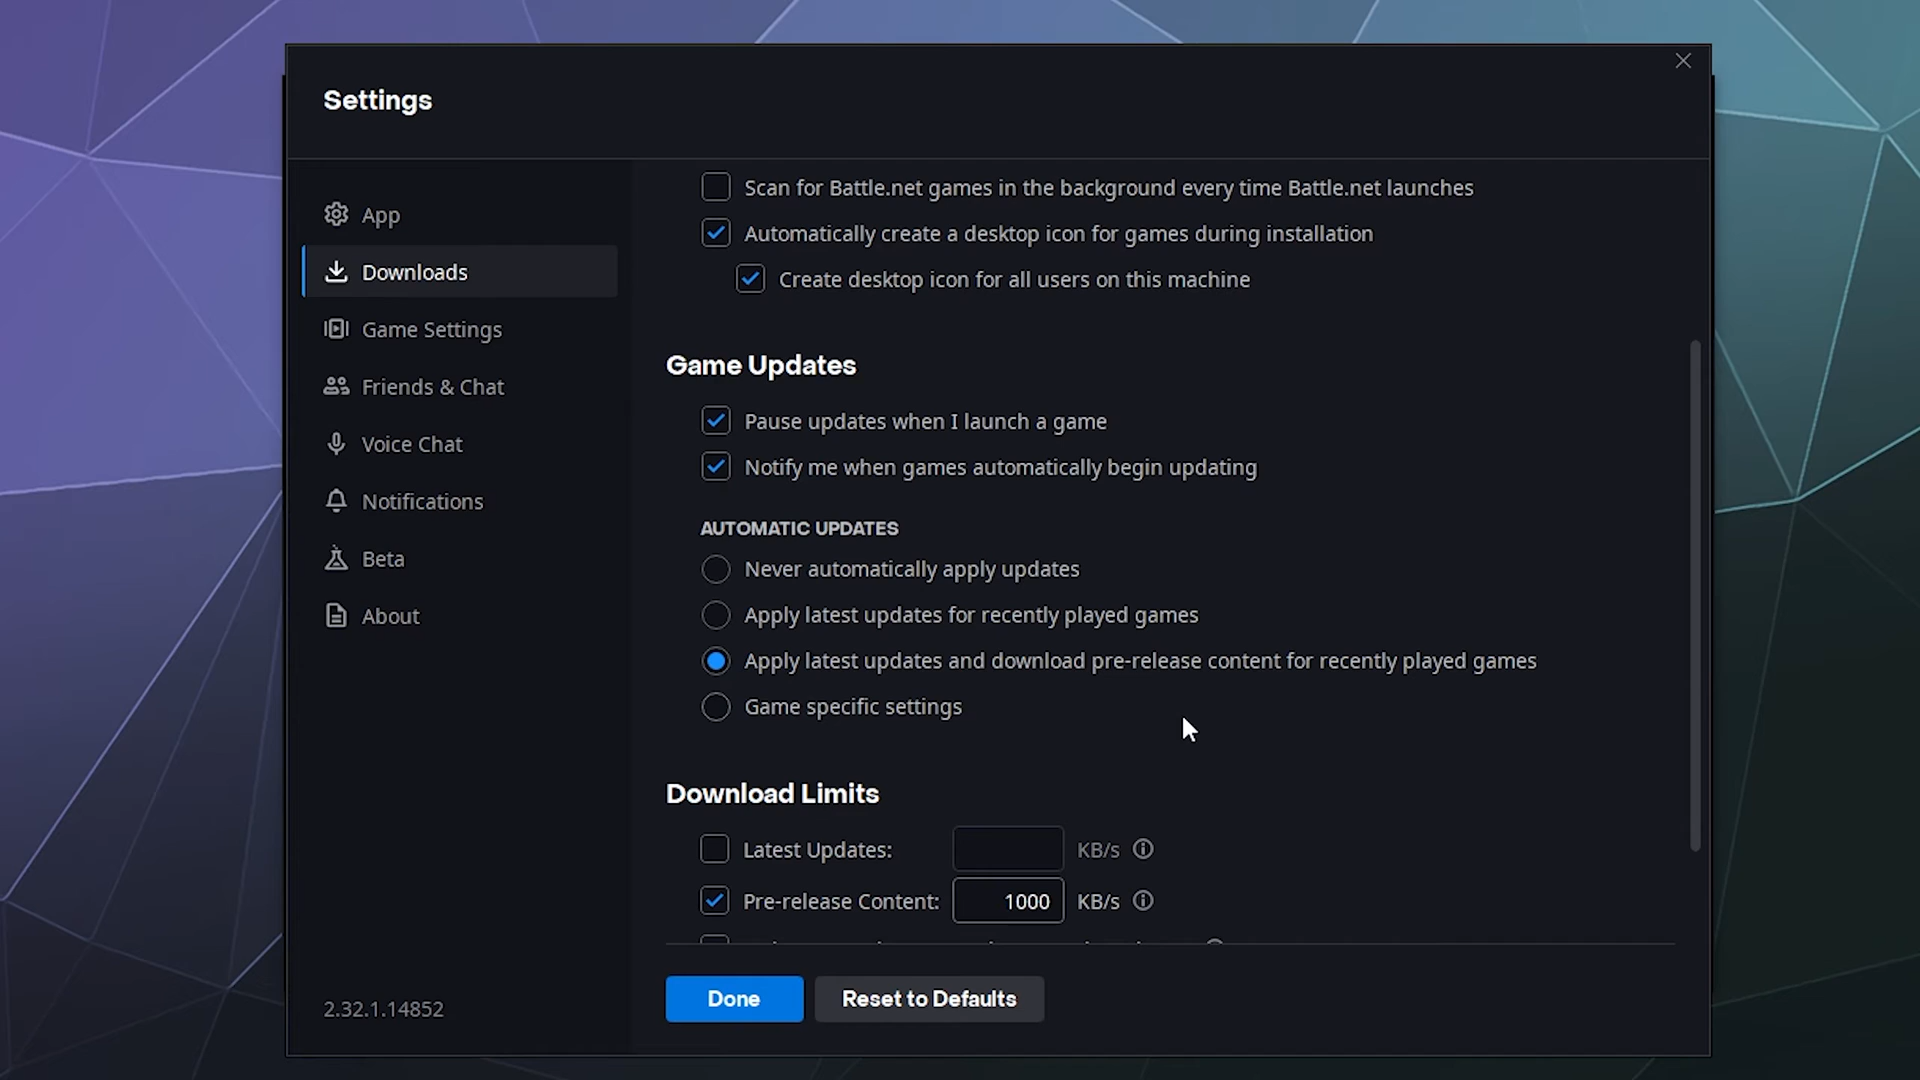 Settings
App
Downloads
Game Settings
Friends & Chat
Voice Chat
Notifications
Beta
About
2.32.1.14852
Scan for Battle.net games in the background every time Battle.net launches
Automatically create a desktop icon for games during installation
Create desktop icon for all users on this machine
Game Updates
Pause updates when I launch a game
Notify me when games automatically begin updating
AUTOMATIC UPDATES
Never automatically apply updates
Apply latest updates for recently played games
Apply latest updates and download pre-release content for recently played games
Game specific settings
Download Limits
Latest Updates: KB/s
Pre-release Content: 1000 KB/s
Done Reset to Defaults